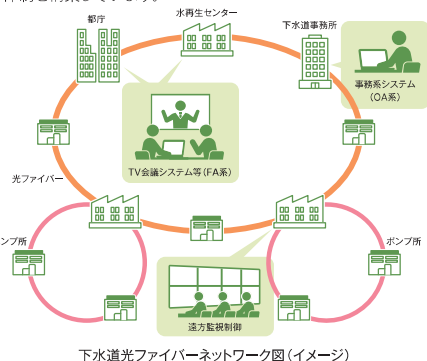 都庁
水再生センター
下水道事務所
事務系システム
(OA系)
TV会議システム等(FA系)
光ファイバー
ンプ所
ポンプ所
遠方監視制御
下水道光ファイバーネットワーク図(イメージ)